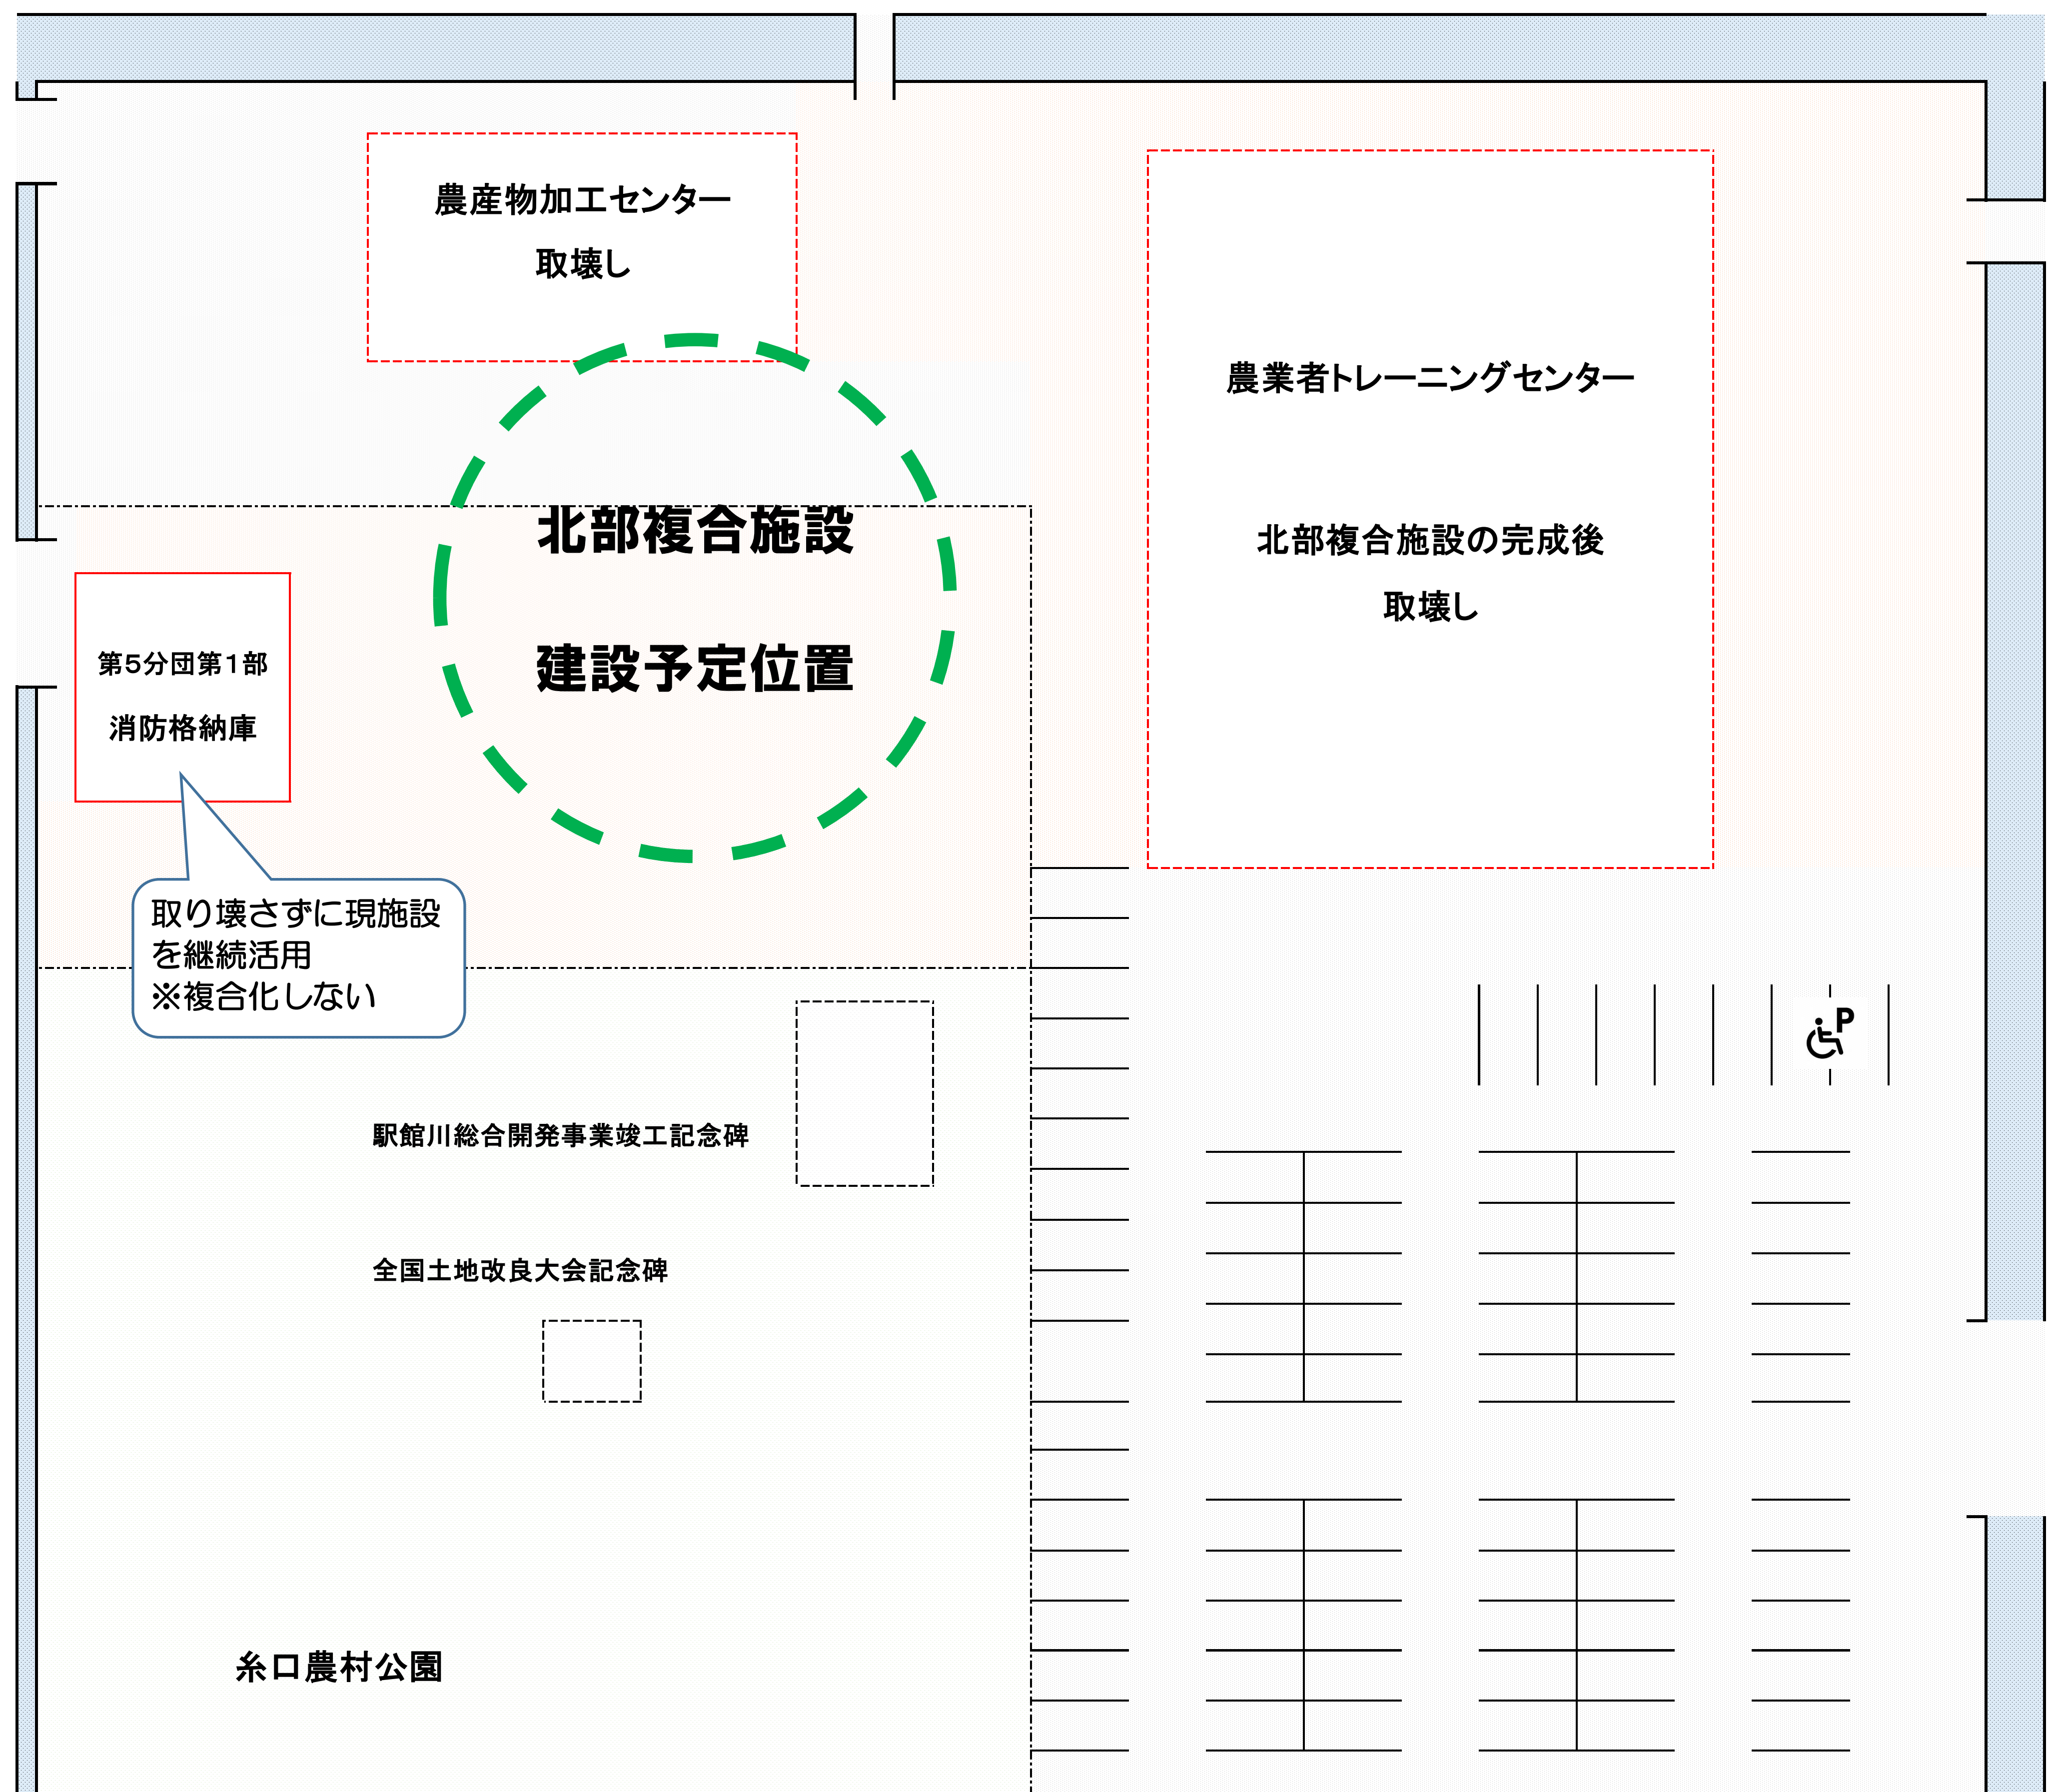 農産物加工センター
取壊し
農業者トレーニングセンター
北部複合施設の完成後
取壊し
北部複合施設
建設予定位置
第5分団第1部
消防格納庫
取り壊さずに現施設
を継続活用
※複合化しない
P
駅館川総合開発事業竣工記念碑
全国土地改良大会記念碑
糸口農村公園